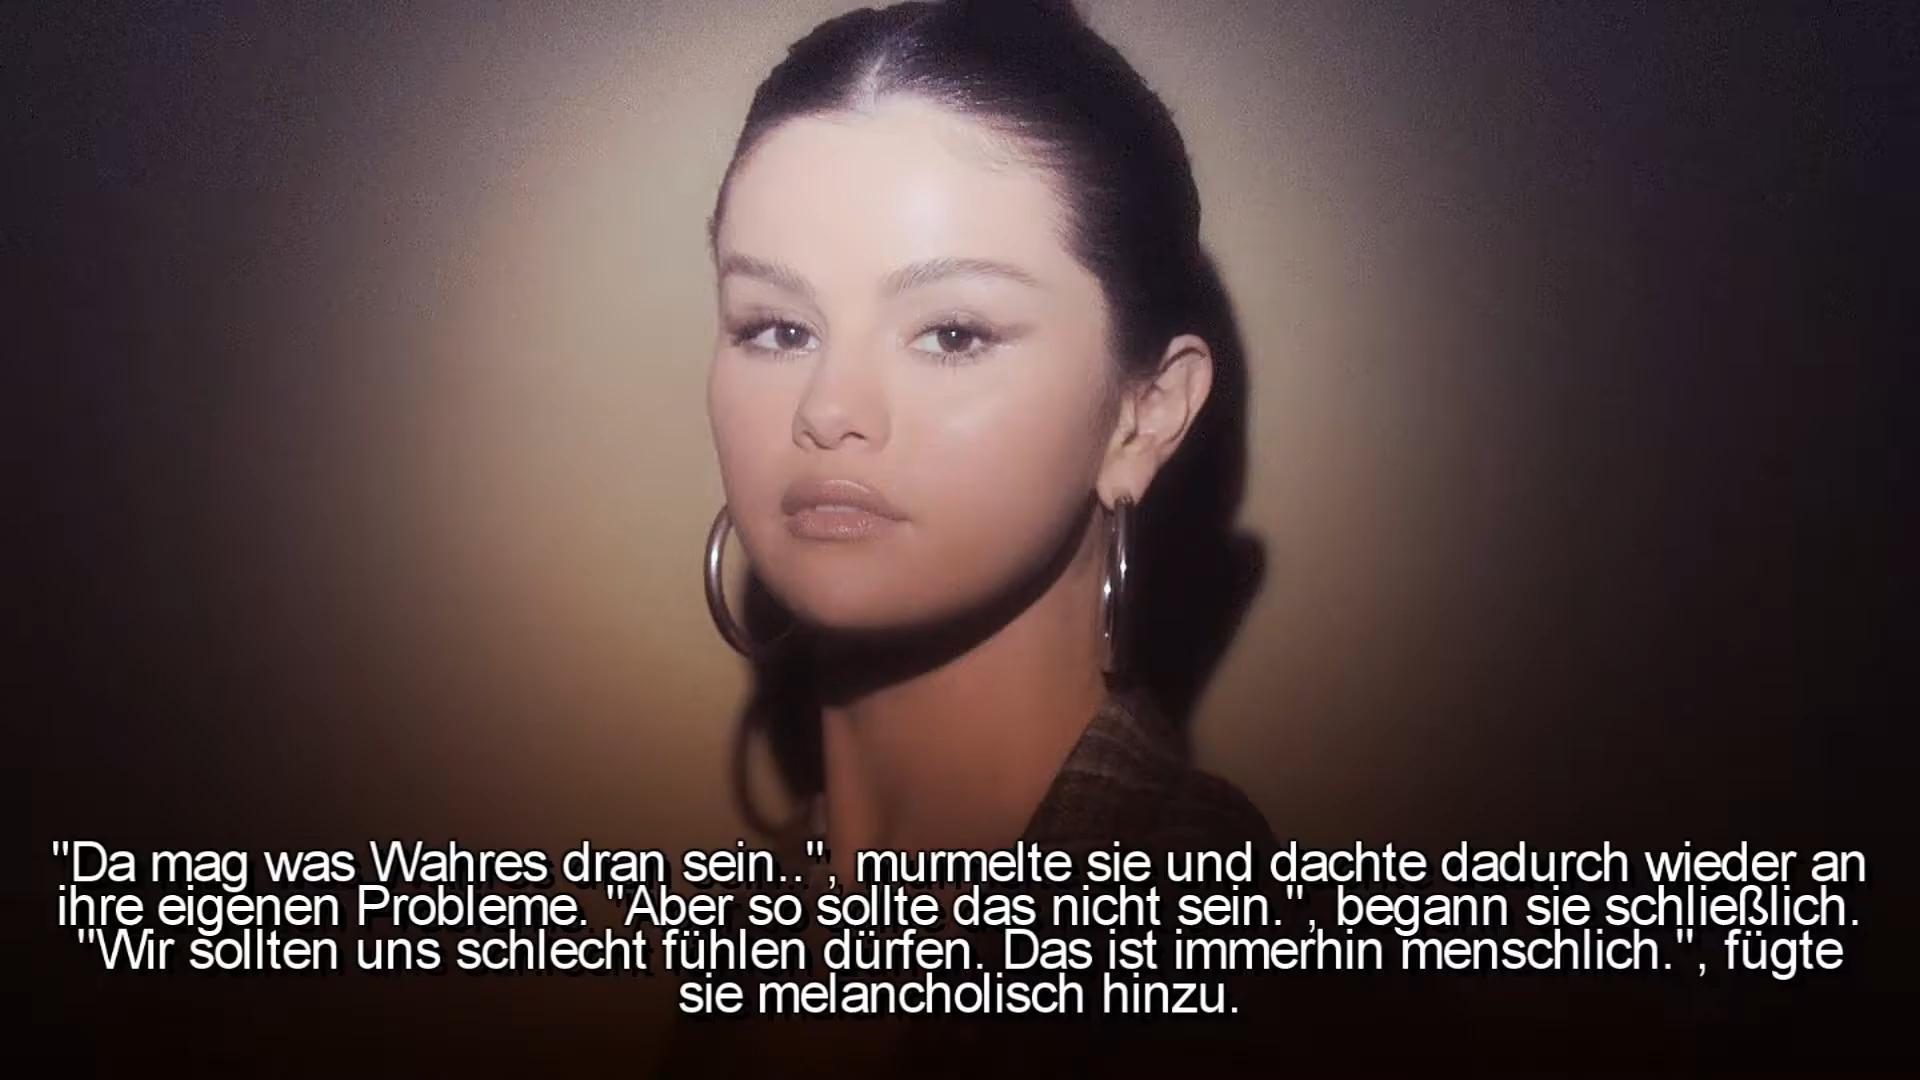 "Da mag was Wahres dran sein..", murmelte sie und dachte dadurch wieder an
ihre eigenen Probleme. "Aber so sollte das nicht sein.", begann sie schließlich.
"Wir sollten uns schlecht fühlen dürfen. Das ist immerhin menschlich.", fügte
sie melancholisch hinzu.